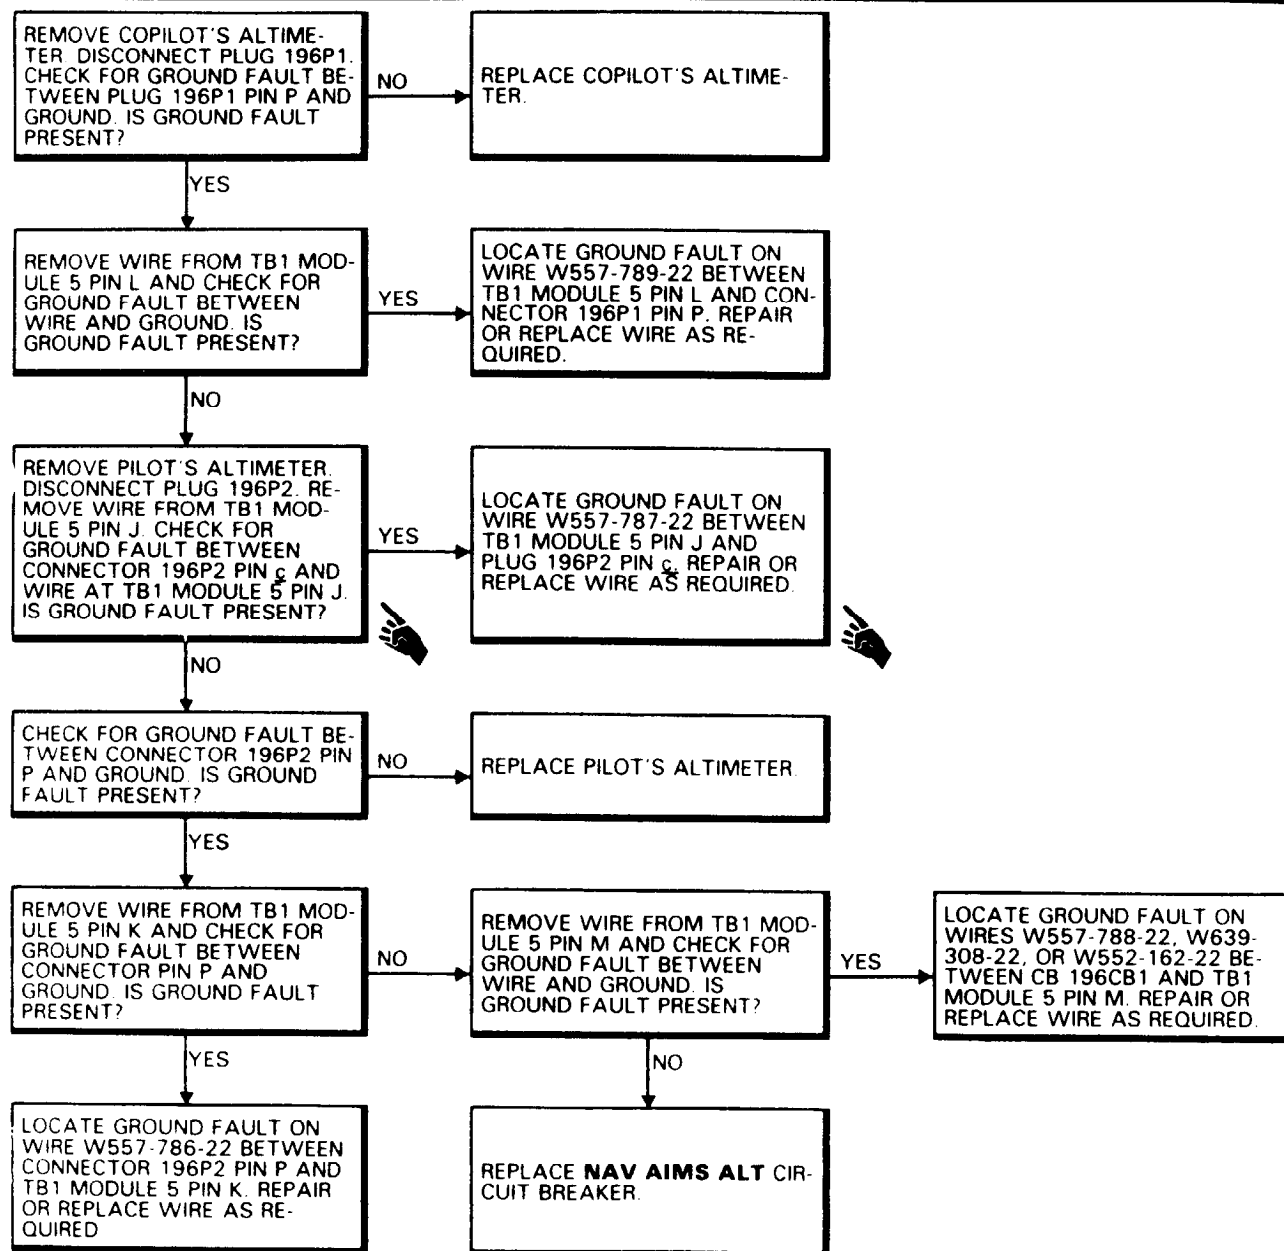 REMOVE COPILOT'S ALTIME-
TER. DISCONNECT PLUG 196P1.
CHECK FOR GROUND FAULT BE-
TWEEN PLUG 196P1 PIN P AND
GROUND. IS GROUND FAULT
PRESENT?
NO
REPLACE COPILOT'S ALTIME-
TER.
YES
REMOVE WIRE FROM TB1 MOD-
ULE 5 PIN L AND CHECK FOR
GROUND FAULT BETWEEN
WIRE AND GROUND. IS
GROUND FAULT PRESENT?
YES
LOCATE GROUND FAULT ON
WIRE W557-789-22 BETWEEN
TB1 MODULE 5 PIN L AND CON-
NECTOR 196P1 PIN P. REPAIR
OR REPLACE WIRE AS RE-
QUIRED.
NO
REMOVE PILOT'S ALTIMETER.
DISCONNECT PLUG 196P2. RE-
MOVE WIRE FROM TB1 MOD-
ULE 5 PIN J. CHECK FOR
GROUND FAULT BETWEEN
CONNECTOR 196P2 PIN c AND
WIRE AT TB1 MODULE 5 PIN J.
IS GROUND FAULT PRESENT?
YES
LOCATE GROUND FAULT ON
WIRE W557-787-22 BETWEEN
TB1 MODULE 5 PIN J AND
PLUG 196P2 PIN c. REPAIR OR
REPLACE WIRE AS REQUIRED.
NO
CHECK FOR GROUND FAULT BE-
TWEEN CONNECTOR 196P2 PIN
P AND GROUND. IS GROUND
FAULT PRESENT?
NO
REPLACE PILOT'S ALTIMETER.
YES
REMOVE WIRE FROM TB1 MOD-
ULE 5 PIN K AND CHECK FOR
GROUND FAULT BETWEEN
CONNECTOR PIN P AND
GROUND. IS GROUND FAULT
PRESENT?
NO
REMOVE WIRE FROM TB1 MOD-
ULE 5 PIN M AND CHECK FOR
GROUND FAULT BETWEEN
WIRE AND GROUND. IS
GROUND FAULT PRESENT?
YES
LOCATE GROUND FAULT ON
WIRES W557-788-22, W639-
308-22, OR W552-162-22 BE-
TWEEN CB 196CB1 AND TB1
MODULE 5 PIN M. REPAIR OR
REPLACE WIRE AS REQUIRED.
YES
LOCATE GROUND FAULT ON
WIRE W557-786-22 BETWEEN
CONNECTOR 196P2 PIN P AND
TB1 MODULE 5 PIN K. REPAIR
OR REPLACE WIRE AS RE-
QUIRED
NO
REPLACE NAV AIMS ALT CIR-
CUIT BREAKER.